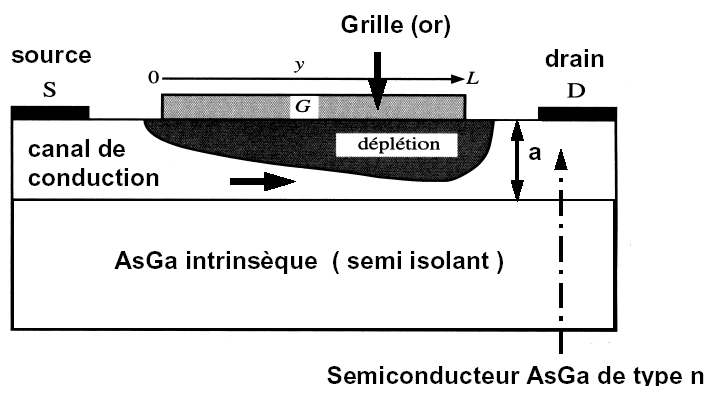 Grille (or)
source
drain
0
y
L
S
D
G
canal de
conduction
déplétion
a
AsGa intrinsèque ( semi isolant )
Semiconducteur AsGa de type n